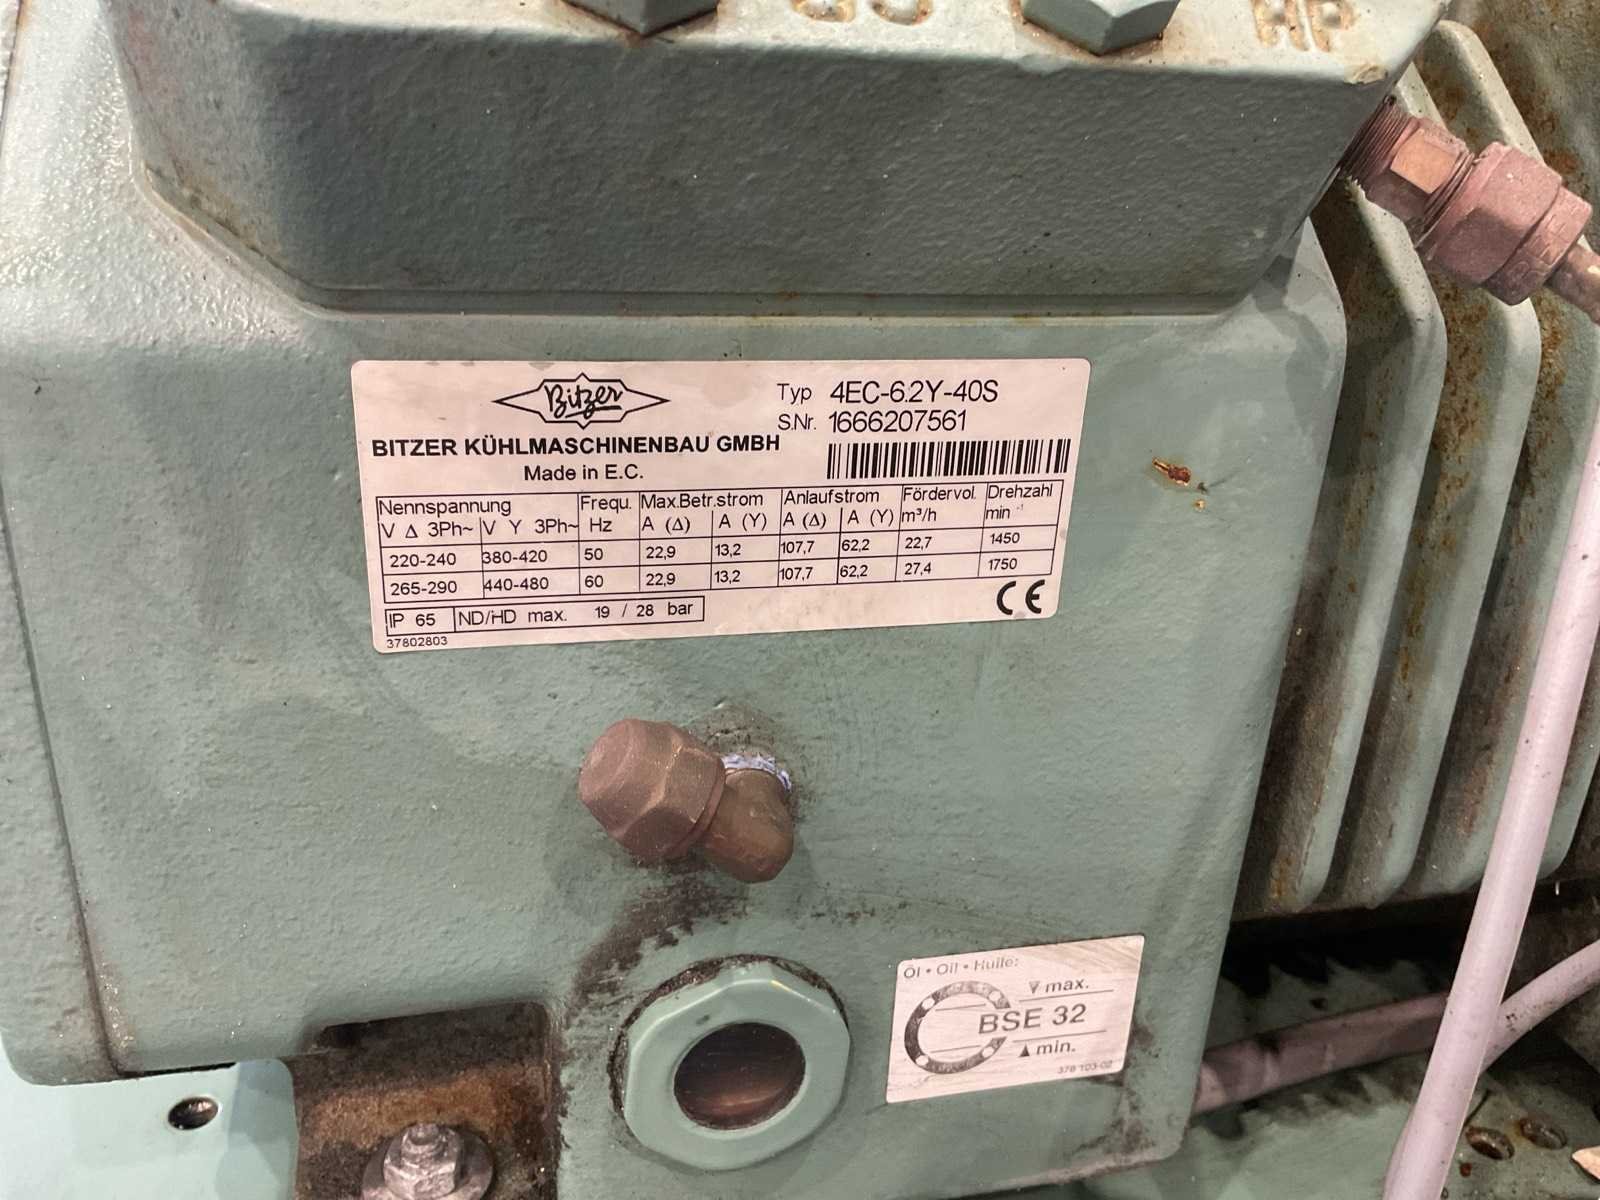 HP
Bitzer
BITZER KÜHLMASCHINENBAU GMBH
Made in E.C.
Typ 4EC-6.2Y-40S
S.Nr. 1666207561
Nennspannung Frequ. Max.Betr.strom Anlaufstrom Fördervol. Drehzahl
V Δ 3Ph~ V Y 3Ph~ Hz A (Δ) A (Y) A (Δ) A (Y) m³/h min⁻¹
220-240 380-420 50 22,9 13,2 107,7 62,2 22,7 1450
265-290 440-480 60 22,9 13,2 107,7 62,2 27,4 1750
IP 65 ND/HD max. 19 / 28 bar
CE
37802803
Öl • Oil • Huile:
▼ max.
BSE 32
▲ min.
378 103-02